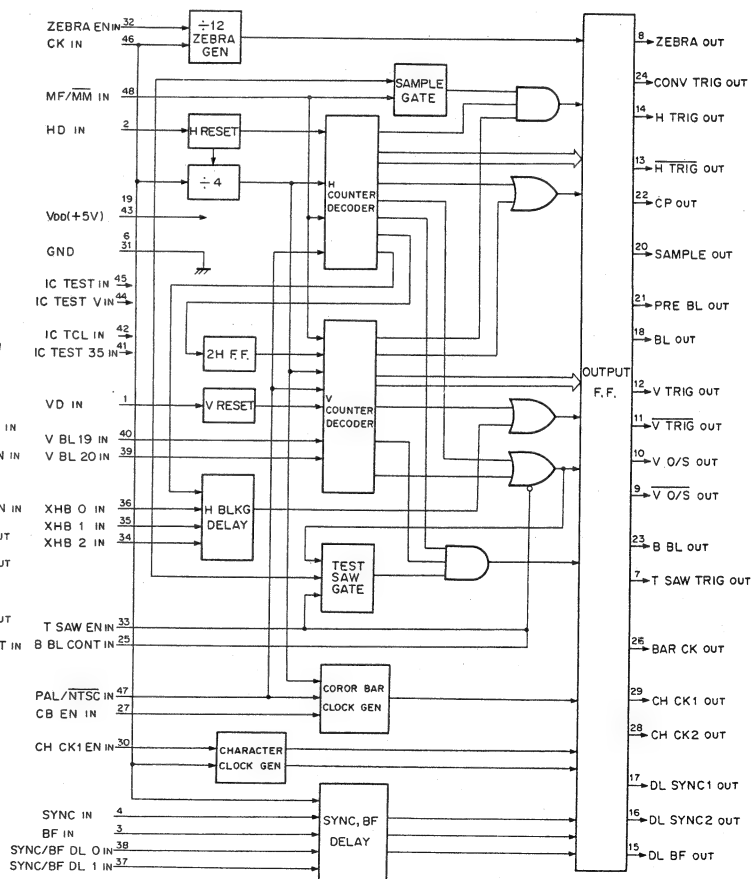 ZEBRA EN IN 32
CK IN 46
MF/MM IN 48
HD IN 2
19
VDD(+5V) 43
6
GND 31
IC TEST IN 45
IC TEST V IN 44
IC TCL IN 42
IC TEST 35 IN 41
VD IN 1
IN
V BL 19 IN 40
N IN
V BL 20 IN 39
N IN
XHB 0 IN 36
XHB 1 IN 35
UT
XHB 2 IN 34
UT
UT
T SAW EN IN 33
T IN
B BL CONT IN 25
PAL/NTSC IN 47
CB EN IN 27
CH CK1 EN IN 30
SYNC IN 4
BF IN 3
SYNC/BF DL 0 IN 38
SYNC/BF DL 1 IN 37
÷12
ZEBRA
GEN
SAMPLE
GATE
H RESET
÷4
H
COUNTER
DECODER
2H F.F.
V RESET
V
COUNTER
DECODER
H BLKG
DELAY
TEST
SAW
GATE
COROR BAR
CLOCK GEN
CHARACTER
CLOCK GEN
SYNC, BF
DELAY
OUTPUT
F.F.
8 ZEBRA OUT
24 CONV TRIG OUT
14 H TRIG OUT
13 H TRIG OUT
22 CP OUT
20 SAMPLE OUT
21 PRE BL OUT
18 BL OUT
12 V TRIG OUT
11 V TRIG OUT
10 V O/S OUT
9 V O/S OUT
23 B BL OUT
7 T SAW TRIG OUT
26 BAR CK OUT
29 CH CK1 OUT
28 CH CK2 OUT
17 DL SYNC1 OUT
16 DL SYNC2 OUT
15 DL BF OUT